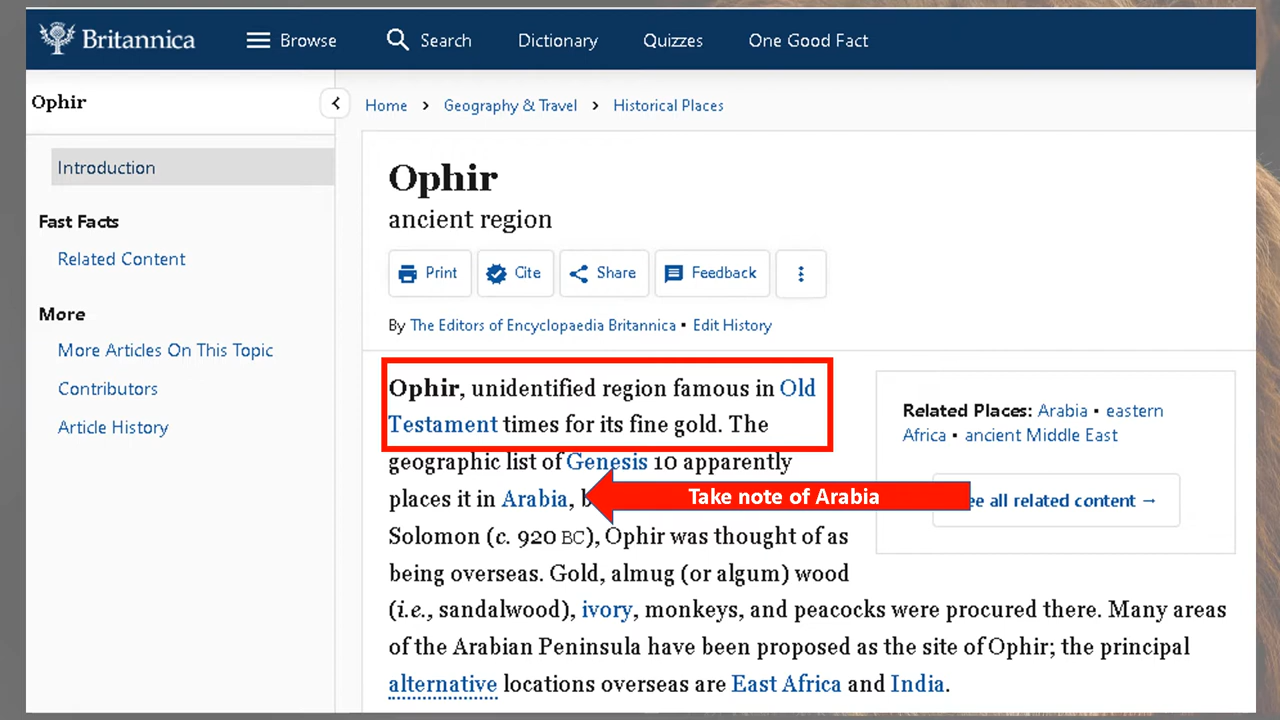 Britannica Browse Search Dictionary Quizzes One Good Fact
Ophir
Home > Geography & Travel > Historical Places
Introduction
Fast Facts
Related Content
More
More Articles On This Topic
Contributors
Article History
Ophir
ancient region
Print Cite Share Feedback
By The Editors of Encyclopaedia Britannica • Edit History
Ophir, unidentified region famous in Old
Testament times for its fine gold. The
geographic list of Genesis 10 apparently
places it in Arabia,
Take note of Arabia
Solomon (c. 920 BC), Ophir was thought of as
being overseas. Gold, almug (or algum) wood
(i.e., sandalwood), ivory, monkeys, and peacocks were procured there. Many areas
of the Arabian Peninsula have been proposed as the site of Ophir; the principal
alternative locations overseas are East Africa and India.
Related Places: Arabia • eastern
Africa • ancient Middle East
all related content →